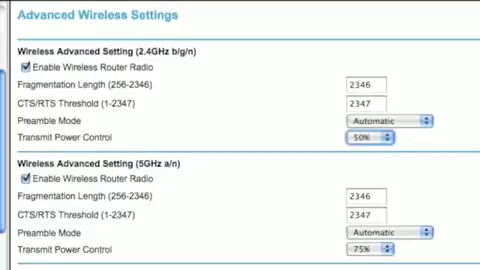 Advanced Wireless Settings
Wireless Advanced Setting (2.4GHz b/g/n)
Enable Wireless Router Radio
Fragmentation Length (256-2346) 2346
CTS/RTS Threshold (1-2347) 2347
Preamble Mode Automatic
Transmit Power Control 50%
Wireless Advanced Setting (5GHz a/n)
Enable Wireless Router Radio
Fragmentation Length (256-2346) 2346
CTS/RTS Threshold (1-2347) 2347
Preamble Mode Automatic
Transmit Power Control 75%